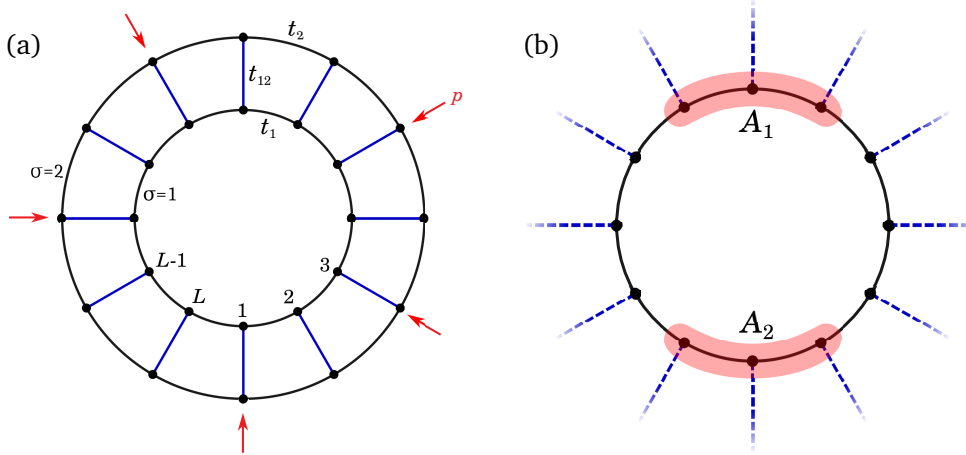 (a)
t₂
t₁₂
p
t₁
σ=2
σ=1
L-1
L
1
2
3
(b)
A₁
A₂